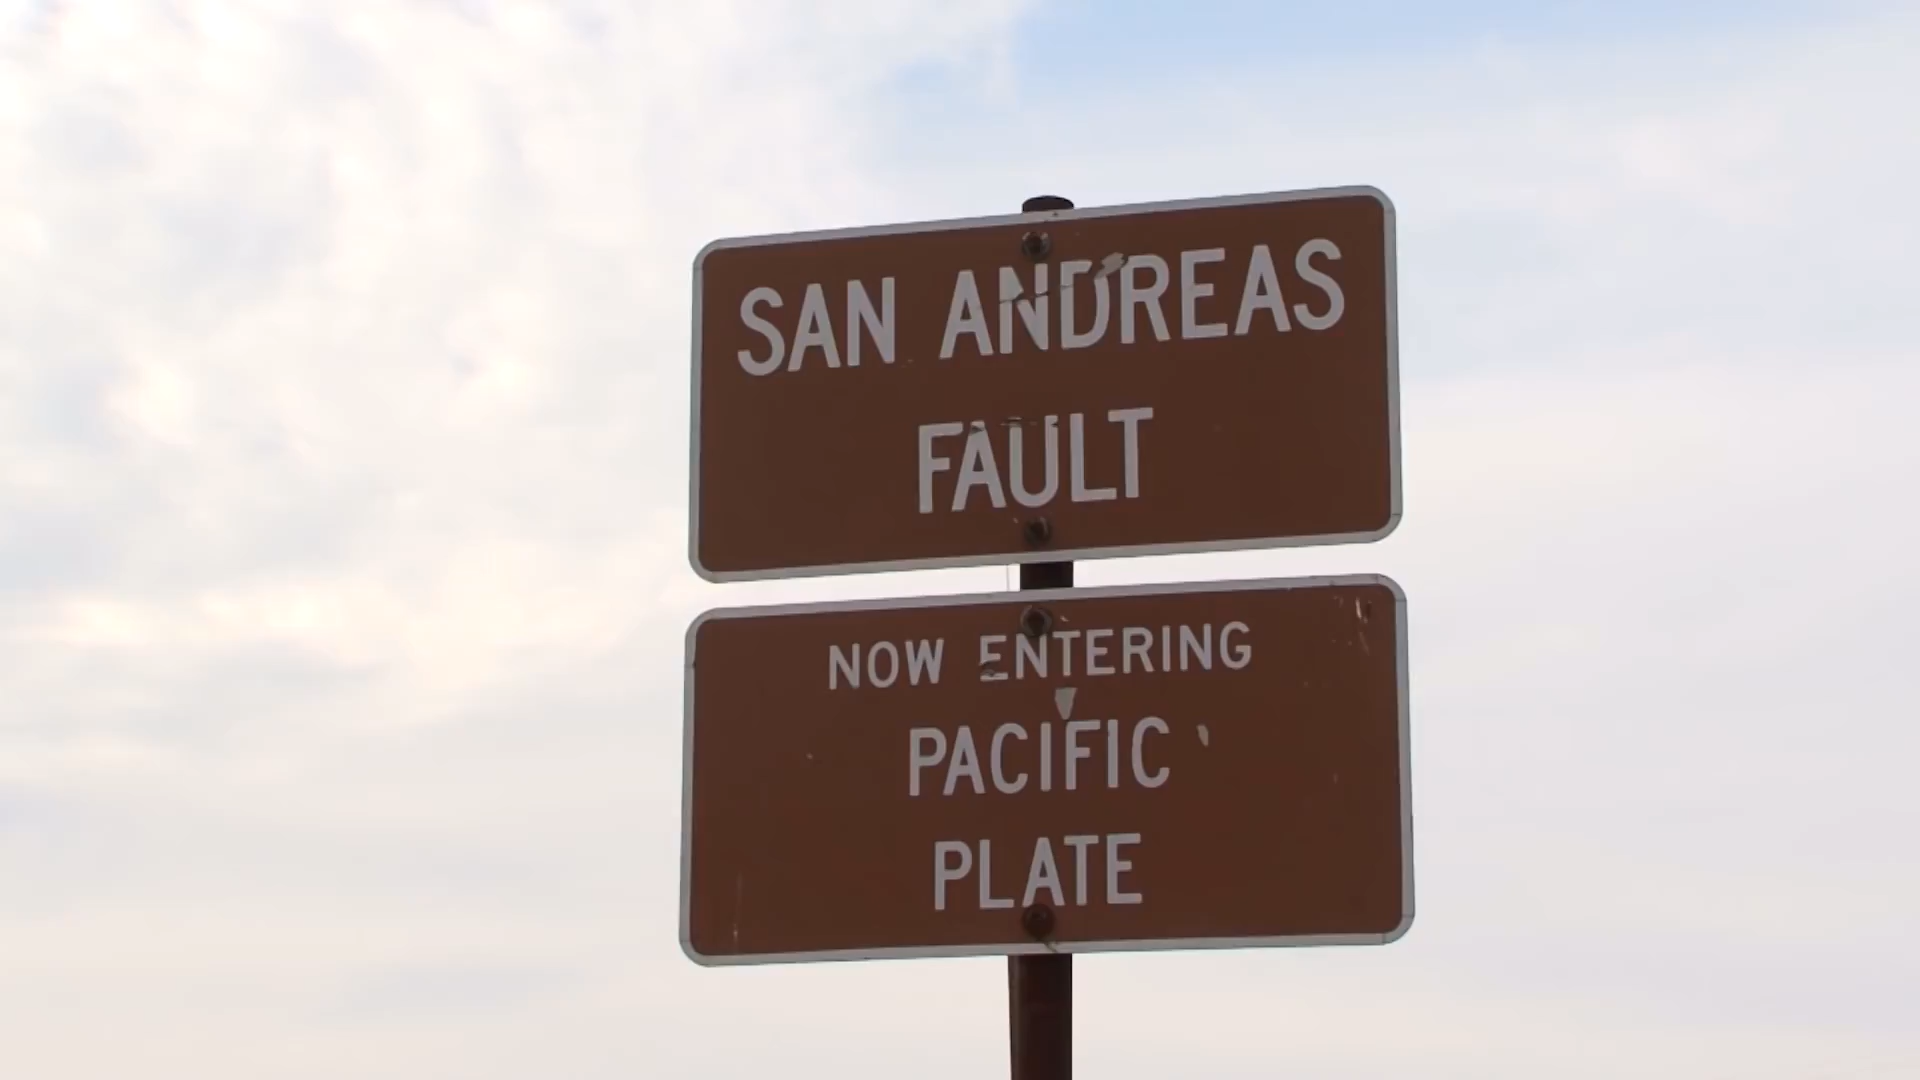 SAN ANDREAS
FAULT
NOW ENTERING
PACIFIC
PLATE